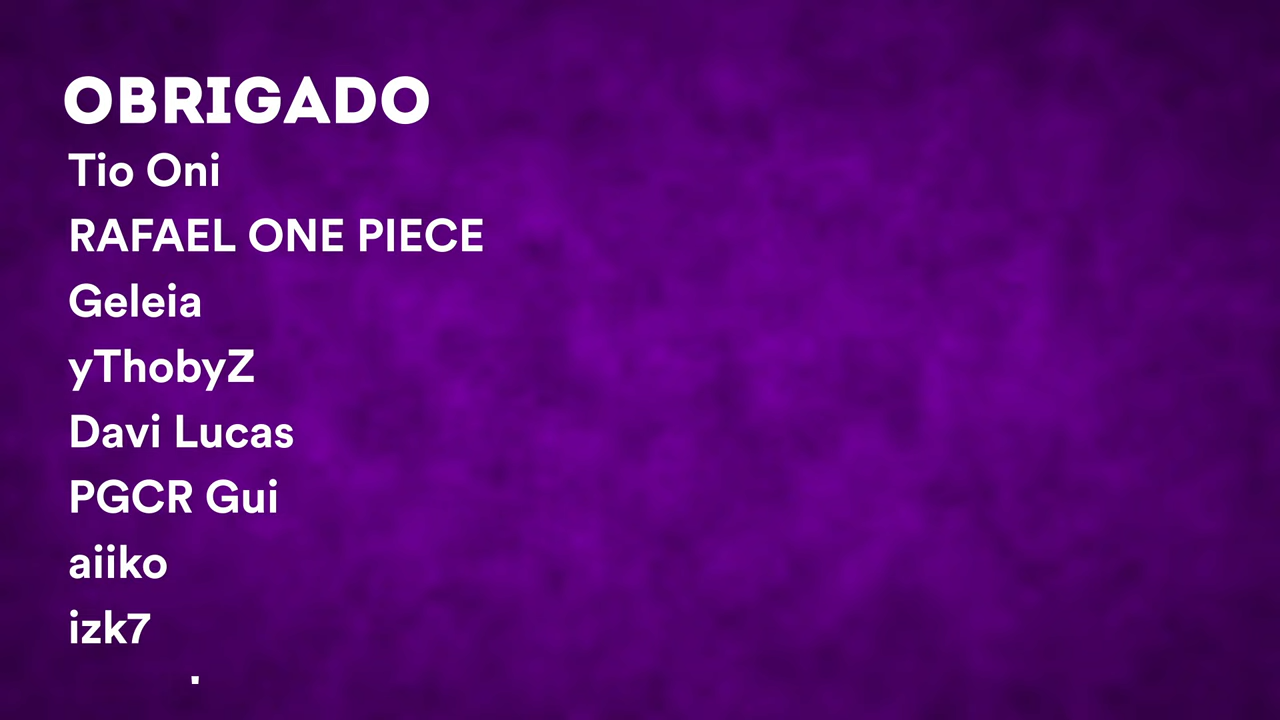 OBRIGADO
Tio Oni
RAFAEL ONE PIECE
Geleia
yThobyZ
Davi Lucas
PGCR Gui
aiiko
izk7